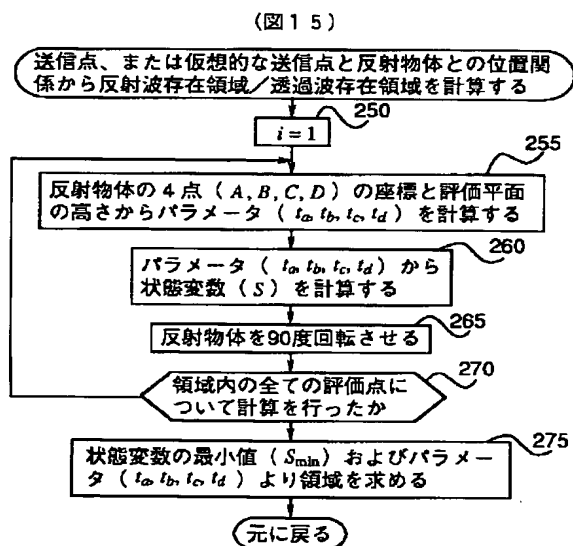 (図15)
送信点、または仮想的な送信点と反射物体との位置関
係から反射波存在領域/透過波存在領域を計算する
250
i=1
255
反射物体の4点(A,B,C,D)の座標と評価平面
の高さからパラメータ(ta, tb, tc, td)を計算する
260
パラメータ(ta, tb, tc, td)から
状態変数(S)を計算する
265
反射物体を90度回転させる
270
領域内の全ての評価点に
ついて計算を行ったか
275
状態変数の最小値(Smin)およびパラメー
タ(ta, tb, tc, td)より領域を求める
元に戻る